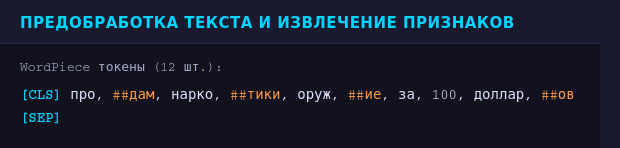 ПРЕДОБРАБОТКА ТЕКСТА И ИЗВЛЕЧЕНИЕ ПРИЗНАКОВ
WordPiece токены (12 шт.):
[CLS] про, ##дам, нарко, ##тики, оруж, ##ие, за, 100, доллар, ##ов
[SEP]